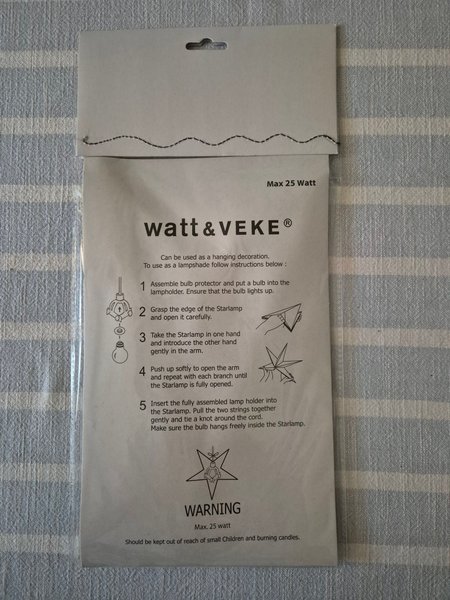 Max 25 Watt
watt&VEKE®
Can be used as a hanging decoration.
To use as a lampshade follow instructions below :
1 Assemble bulb protector and put a bulb into the
lampholder. Ensure that the bulb lights up.
2 Grasp the edge of the Starlamp
and open it carefully.
3 Take the Starlamp in one hand
and introduce the other hand
gently in the arm.
4 Push up softly to open the arm
and repeat with each branch until
the Starlamp is fully opened.
5 Insert the fully assembled lamp holder into
the Starlamp. Pull the two strings together
gently and tie a knot around the cord.
Make sure the bulb hangs freely inside the Starlamp.
WARNING
Max. 25 watt
Should be kept out of reach of small Children and burning candles.